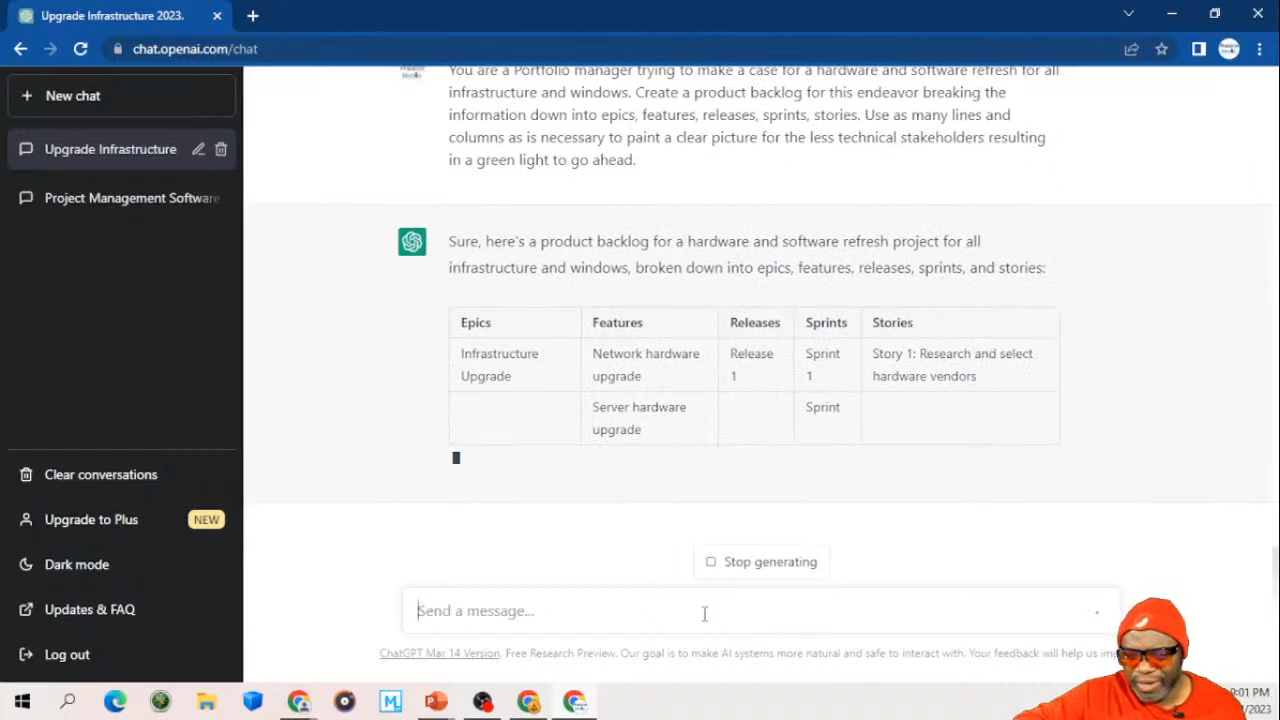 Upgrade Infrastructure 2023.
chat.openai.com/chat
New chat
Upgrade Infrastructure
Project Management Software
Clear conversations
Upgrade to Plus NEW
Dark mode
Updates & FAQ
Log out
You are a Portfolio manager trying to make a case for a hardware and software refresh for all
infrastructure and windows. Create a product backlog for this endeavor breaking the
information down into epics, features, releases, sprints, stories. Use as many lines and
columns as is necessary to paint a clear picture for the less technical stakeholders resulting
in a green light to go ahead.
Sure, here's a product backlog for a hardware and software refresh project for all
infrastructure and windows, broken down into epics, features, releases, sprints, and stories:
Epics Features Releases Sprints Stories
Infrastructure Network hardware Release Sprint Story 1: Research and select
Upgrade upgrade 1 1 hardware vendors
Server hardware Sprint
upgrade
Stop generating
Send a message...
ChatGPT Mar 14 Version. Free Research Preview. Our goal is to make AI systems more natural and safe to interact with. Your feedback will help us
M
9:01 PM
/2023